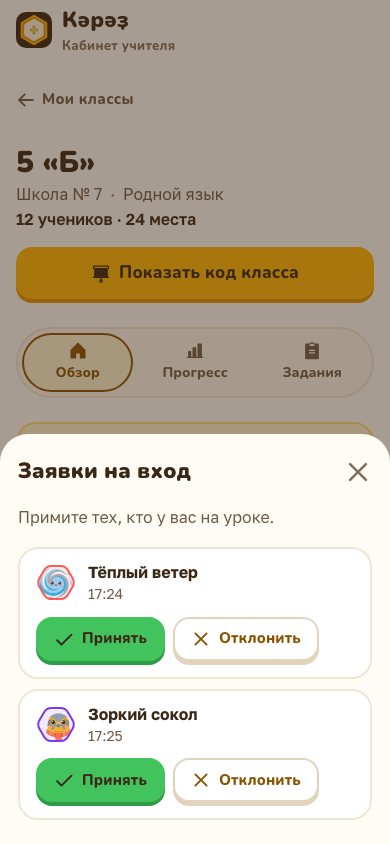 Кәрәҙ
Кабинет учителя
Мои классы
5 «Б»
Школа № 7 · Родной язык
12 учеников · 24 места
Показать код класса
Обзор
Прогресс
Задания
Заявки на вход
Примите тех, кто у вас на уроке.
Тёплый ветер
17:24
Принять
Отклонить
Зоркий сокол
17:25
Принять
Отклонить